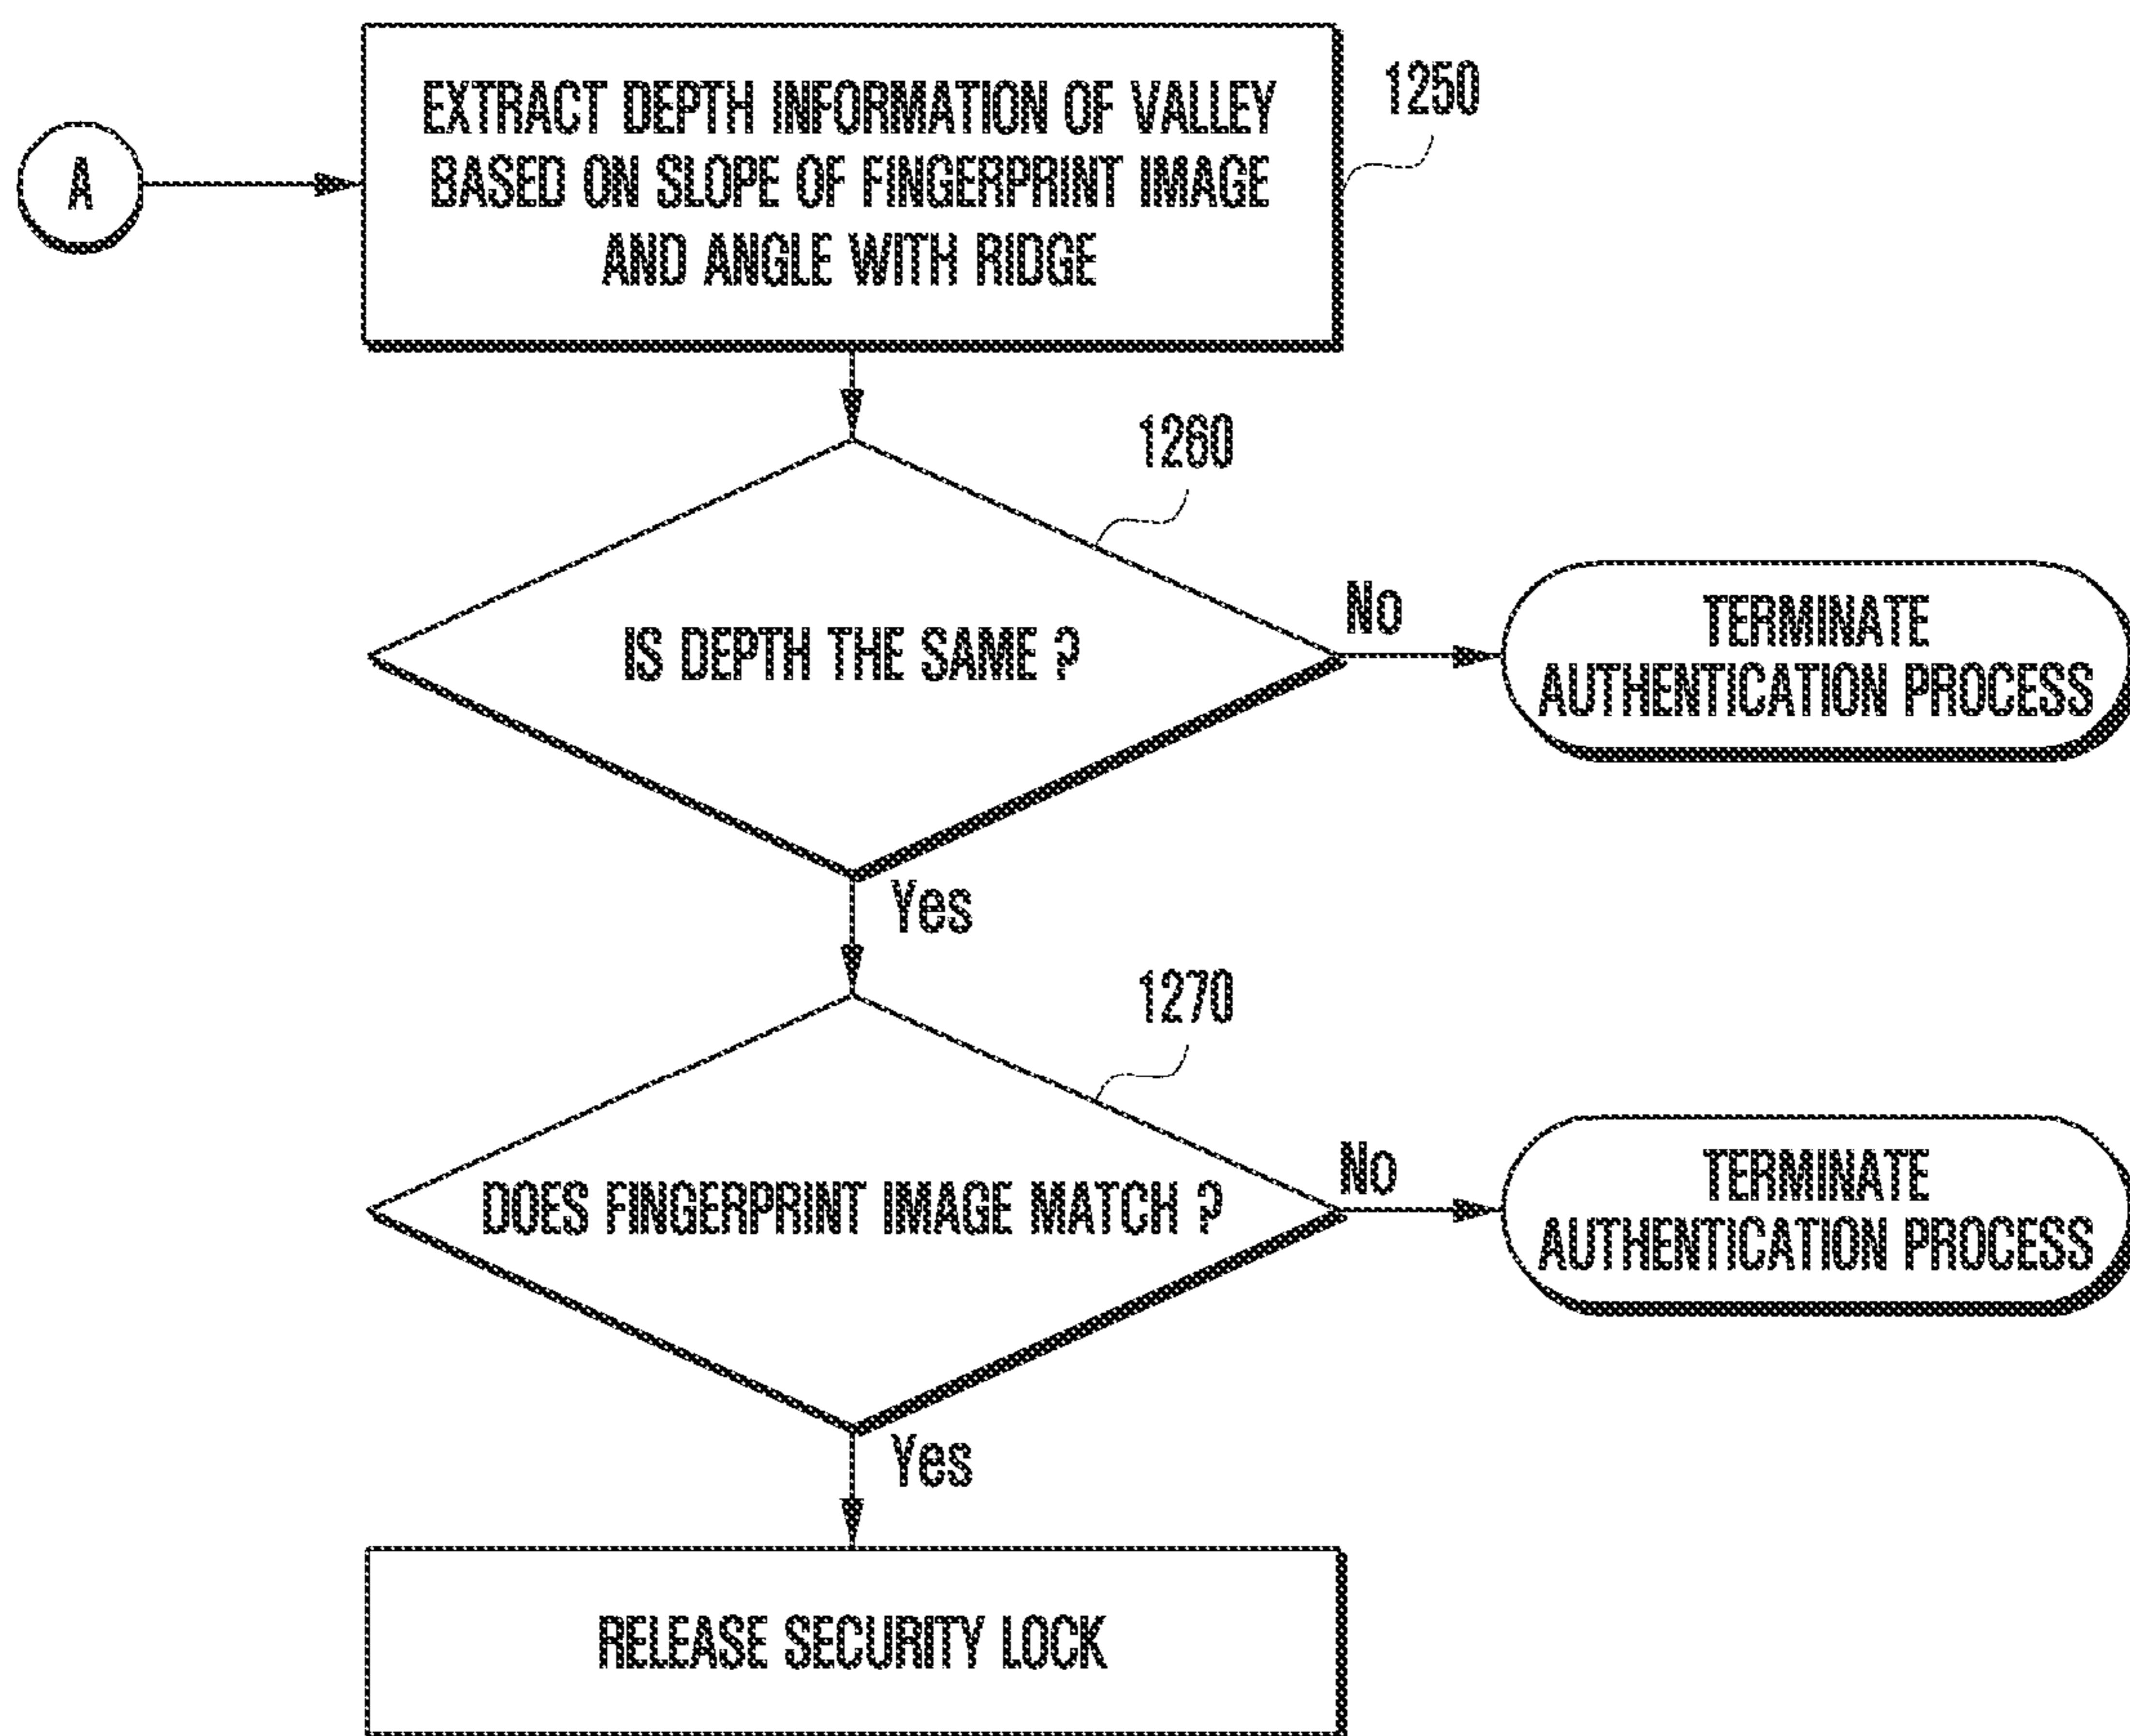 A
EXTRACT DEPTH INFORMATION OF VALLEY
BASED ON SLOPE OF FINGERPRINT IMAGE
AND ANGLE WITH RIDGE
1250
1260
IS DEPTH THE SAME ?
No
TERMINATE
AUTHENTICATION PROCESS
Yes
1270
DOES FINGERPRINT IMAGE MATCH ?
No
TERMINATE
AUTHENTICATION PROCESS
Yes
RELEASE SECURITY LOCK